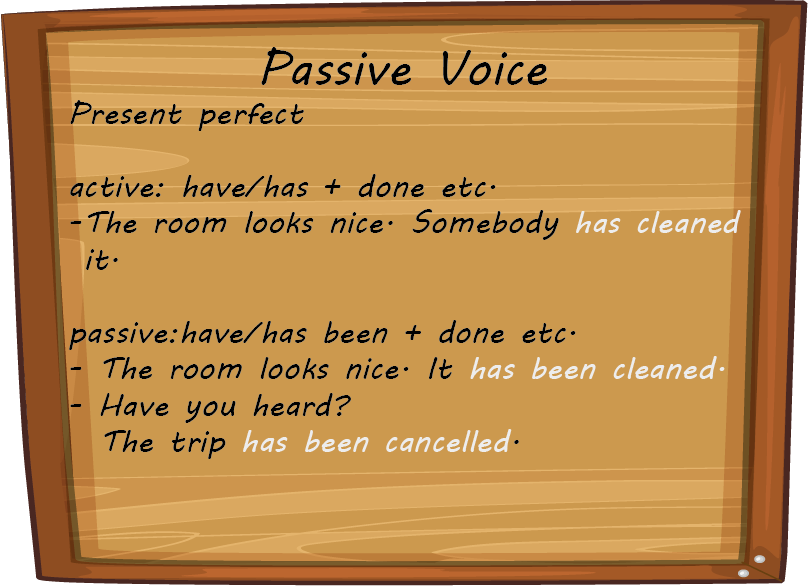 Passive Voice
Present perfect
active: have/has + done etc.
-The room looks nice. Somebody has cleaned
it.
passive:have/has been + done etc.
- The room looks nice. It has been cleaned.
- Have you heard?
The trip has been cancelled.